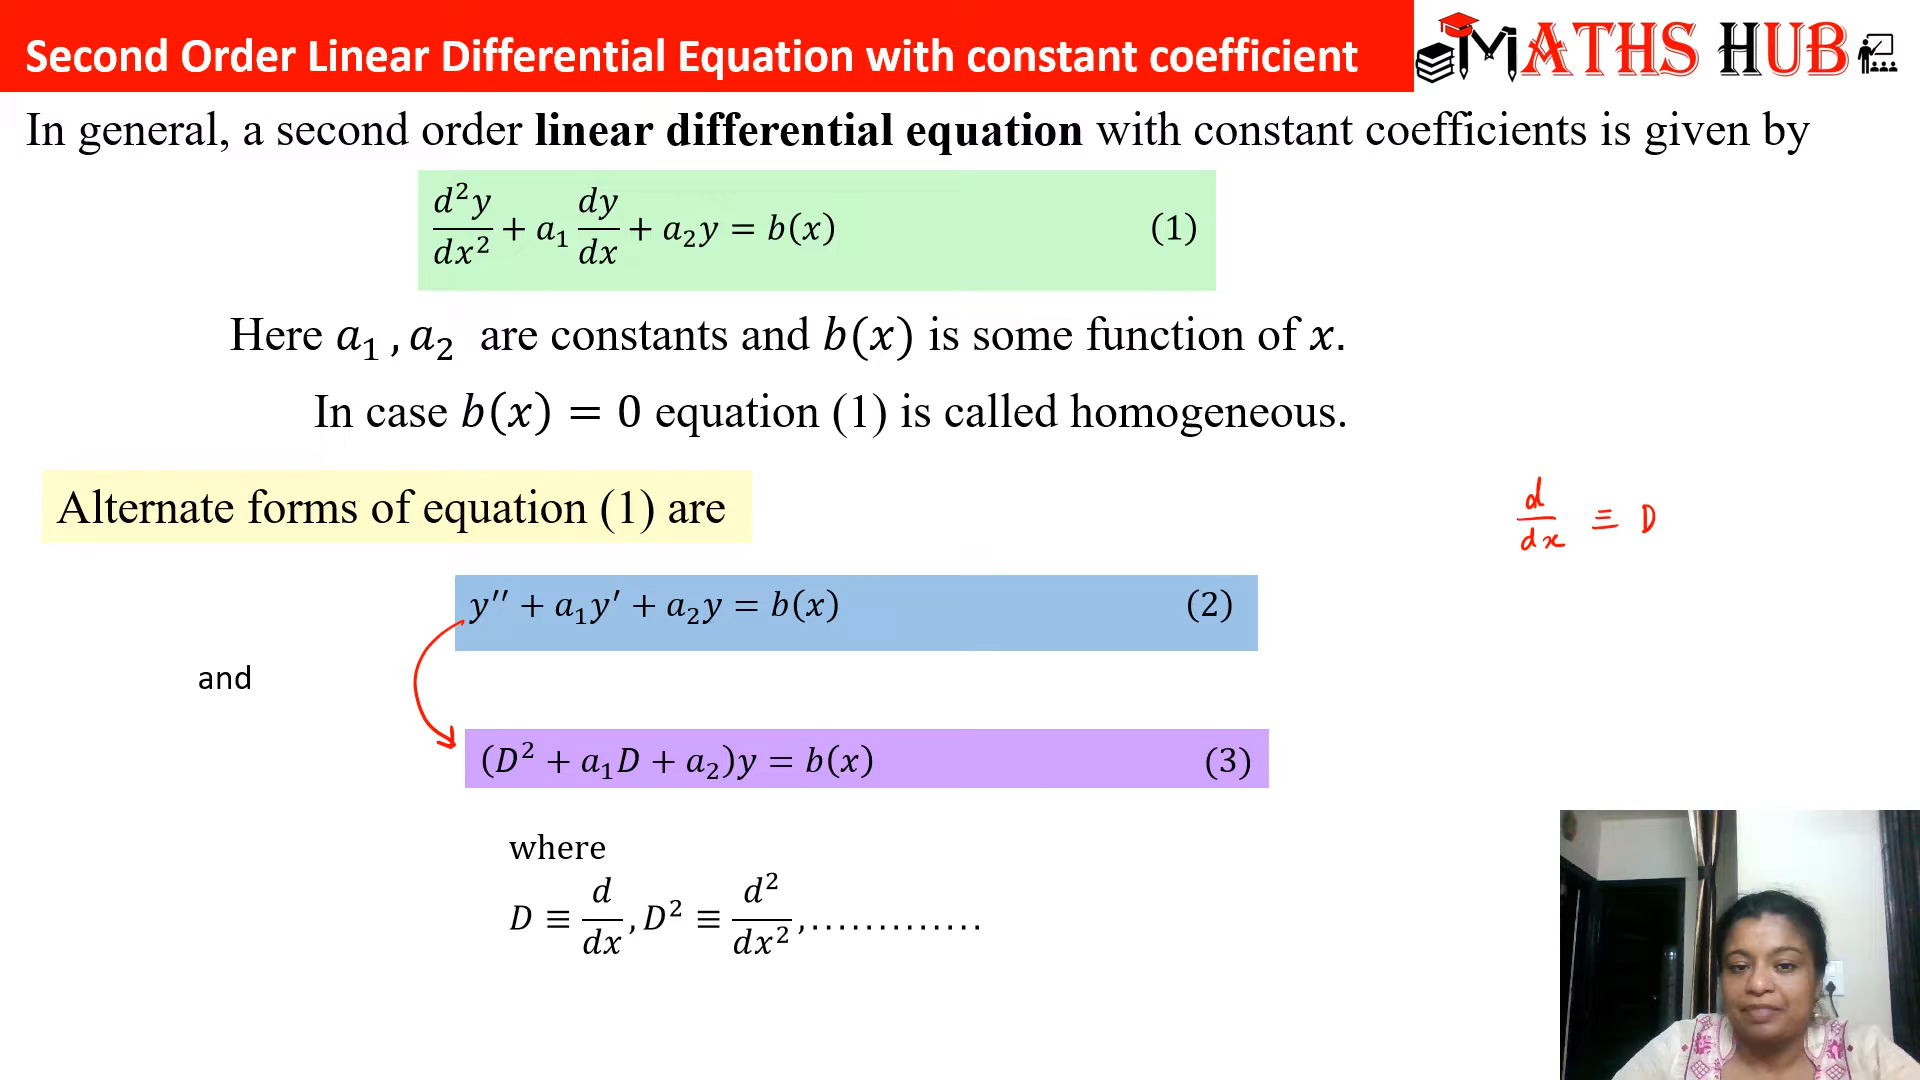 Second Order Linear Differential Equation with constant coefficient
MATHS HUB
In general, a second order linear differential equation with constant coefficients is given by
d²y/dx² + a₁ dy/dx + a₂y = b(x) (1)
Here a₁ , a₂ are constants and b(x) is some function of x.
In case b(x) = 0 equation (1) is called homogeneous.
Alternate forms of equation (1) are
d/dx ≡ D
y′′ + a₁y′ + a₂y = b(x) (2)
and
(D² + a₁D + a₂)y = b(x) (3)
where
D ≡ d/dx , D² ≡ d²/dx² , . . . . . . . . . . . . .